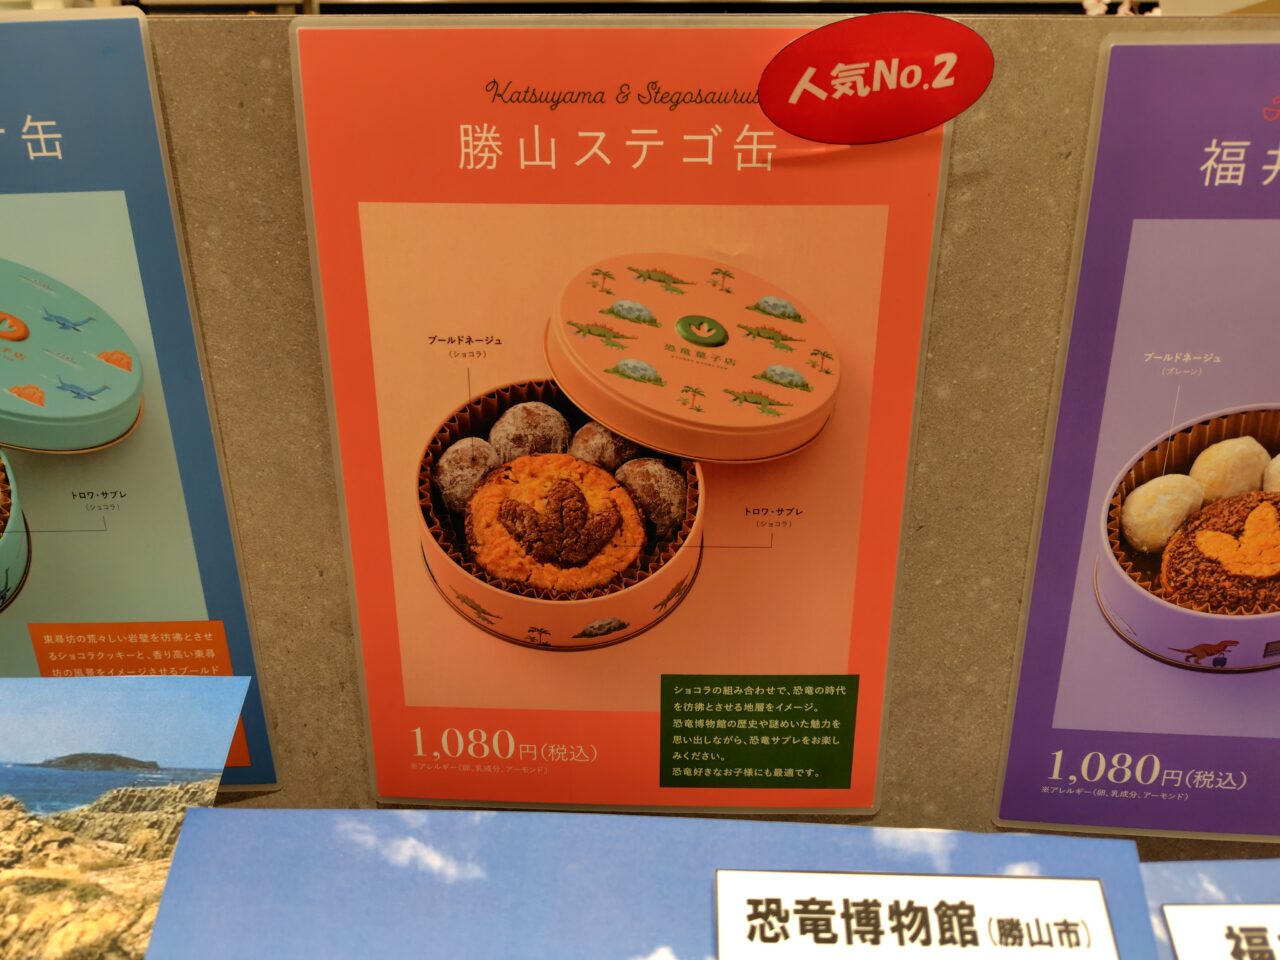 缶
トロワ・サブレ
(ショコラ)
東尋坊の荒々しい岩壁を彷彿とさせ
るショコラクッキーと、香り高い東尋
坊の風景をイメージさせるブールド
人気No.2
Katsuyama & Stegosaurus
勝山ステゴ缶
ブールドネージュ
(ショコラ)
恐竜菓子店
トロワ・サブレ
(ショコラ)
ショコラの組み合わせで、恐竜の時代
を彷彿とさせる地層をイメージ。
恐竜博物館の歴史や謎めいた魅力を
思い出しながら、恐竜サブレをお楽し
みください。
恐竜好きなお子様にも最適です。
1,080円(税込)
※アレルギー(卵、乳成分、アーモンド)
福井
ブールドネージュ
(プレーン)
1,080円(税込)
※アレルギー(卵、乳成分、アーモンド)
恐竜博物館(勝山市)
福